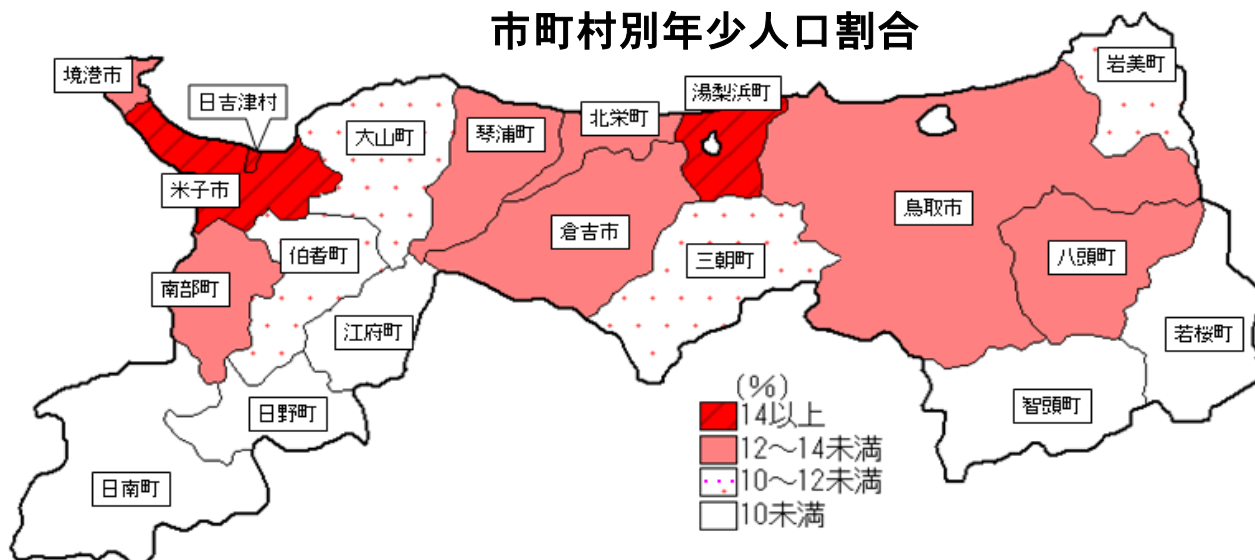 市町村別年少人口割合
境港市
日吉津村
大山町
琴浦町
北栄町
湯梨浜町
岩美町
米子市
伯耆町
倉吉市
三朝町
鳥取市
八頭町
南部町
江府町
若桜町
日野町
智頭町
日南町
(%)
14以上
12～14未満
10～12未満
10未満